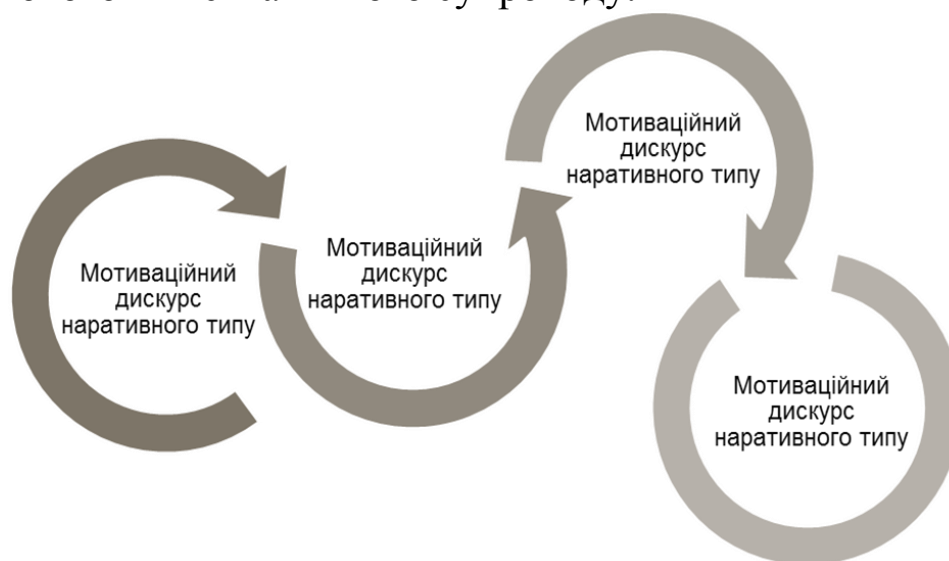 Мотиваційний
дискурс
наративного типу
Мотиваційний
дискурс
наративного типу
Мотиваційний
дискурс
наративного типу
Мотиваційний
дискурс
наративного типу